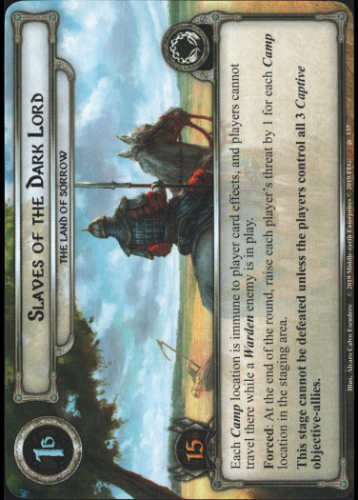 1B
SLAVES OF THE DARK LORD
THE LAND OF SORROW
15
Each Camp location is immune to player card effects, and players cannot
travel there while a Warden enemy is in play.
Forced: At the end of the round, raise each player's threat by 1 for each Camp
location in the staging area.
This stage cannot be defeated unless the players control all 3 Captive
objective-allies.
Illus. Álvaro Calvo Escudero © 2019 Middle-earth Enterprises © 2019 FFG 135